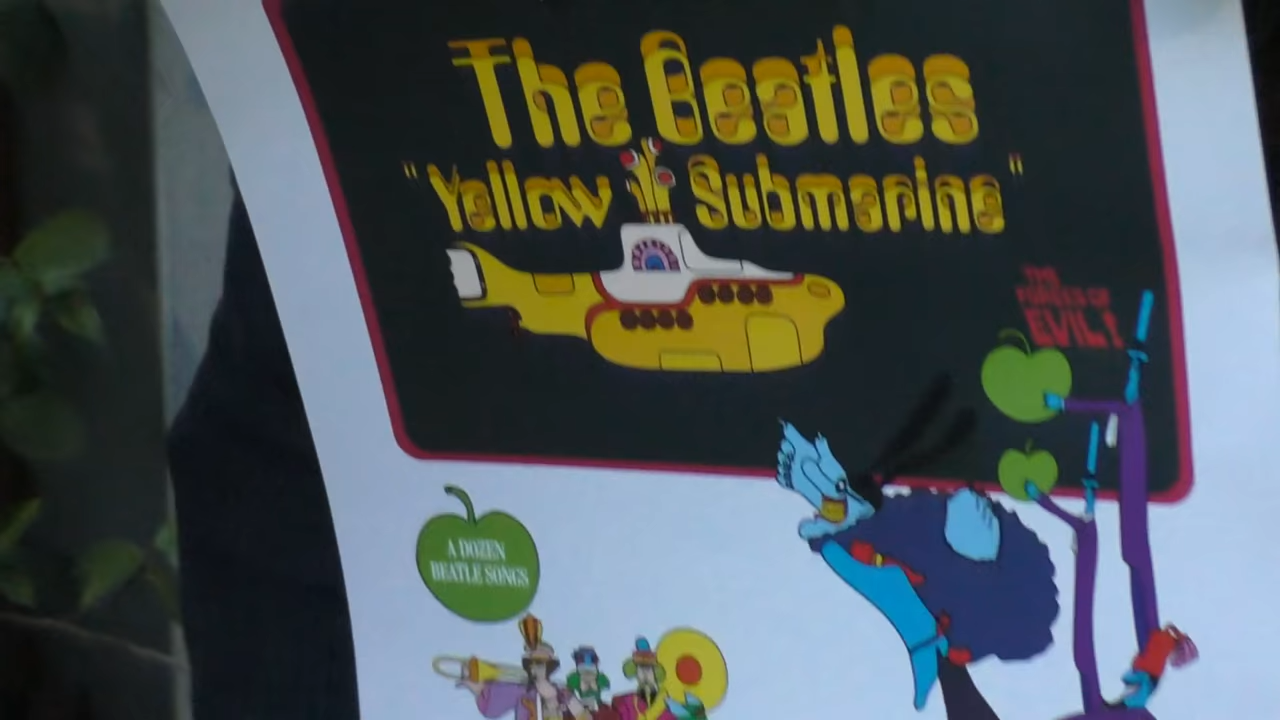 The Beatles
"Yellow Submarine"
THE
FORCES OF
EVIL!
A DOZEN
BEATLE SONGS